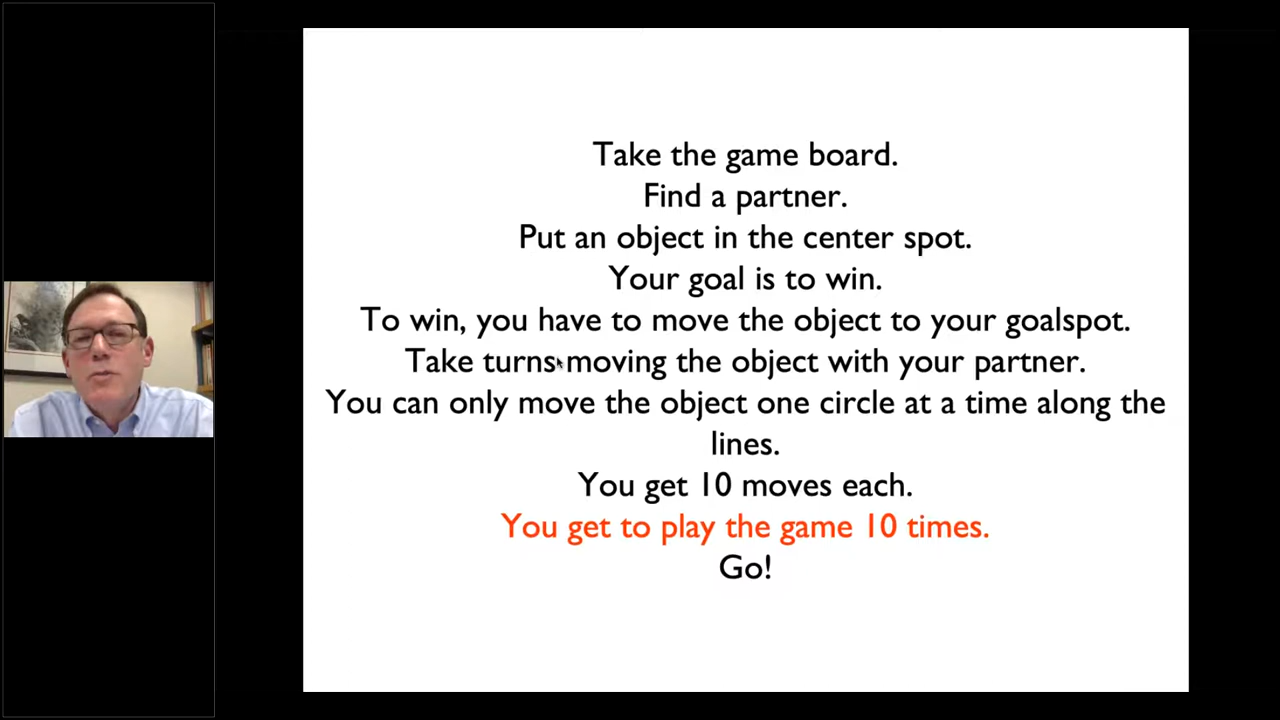 Take the game board.
Find a partner.
Put an object in the center spot.
Your goal is to win.
To win, you have to move the object to your goalspot.
Take turns moving the object with your partner.
You can only move the object one circle at a time along the
lines.
You get 10 moves each.
You get to play the game 10 times.
Go!